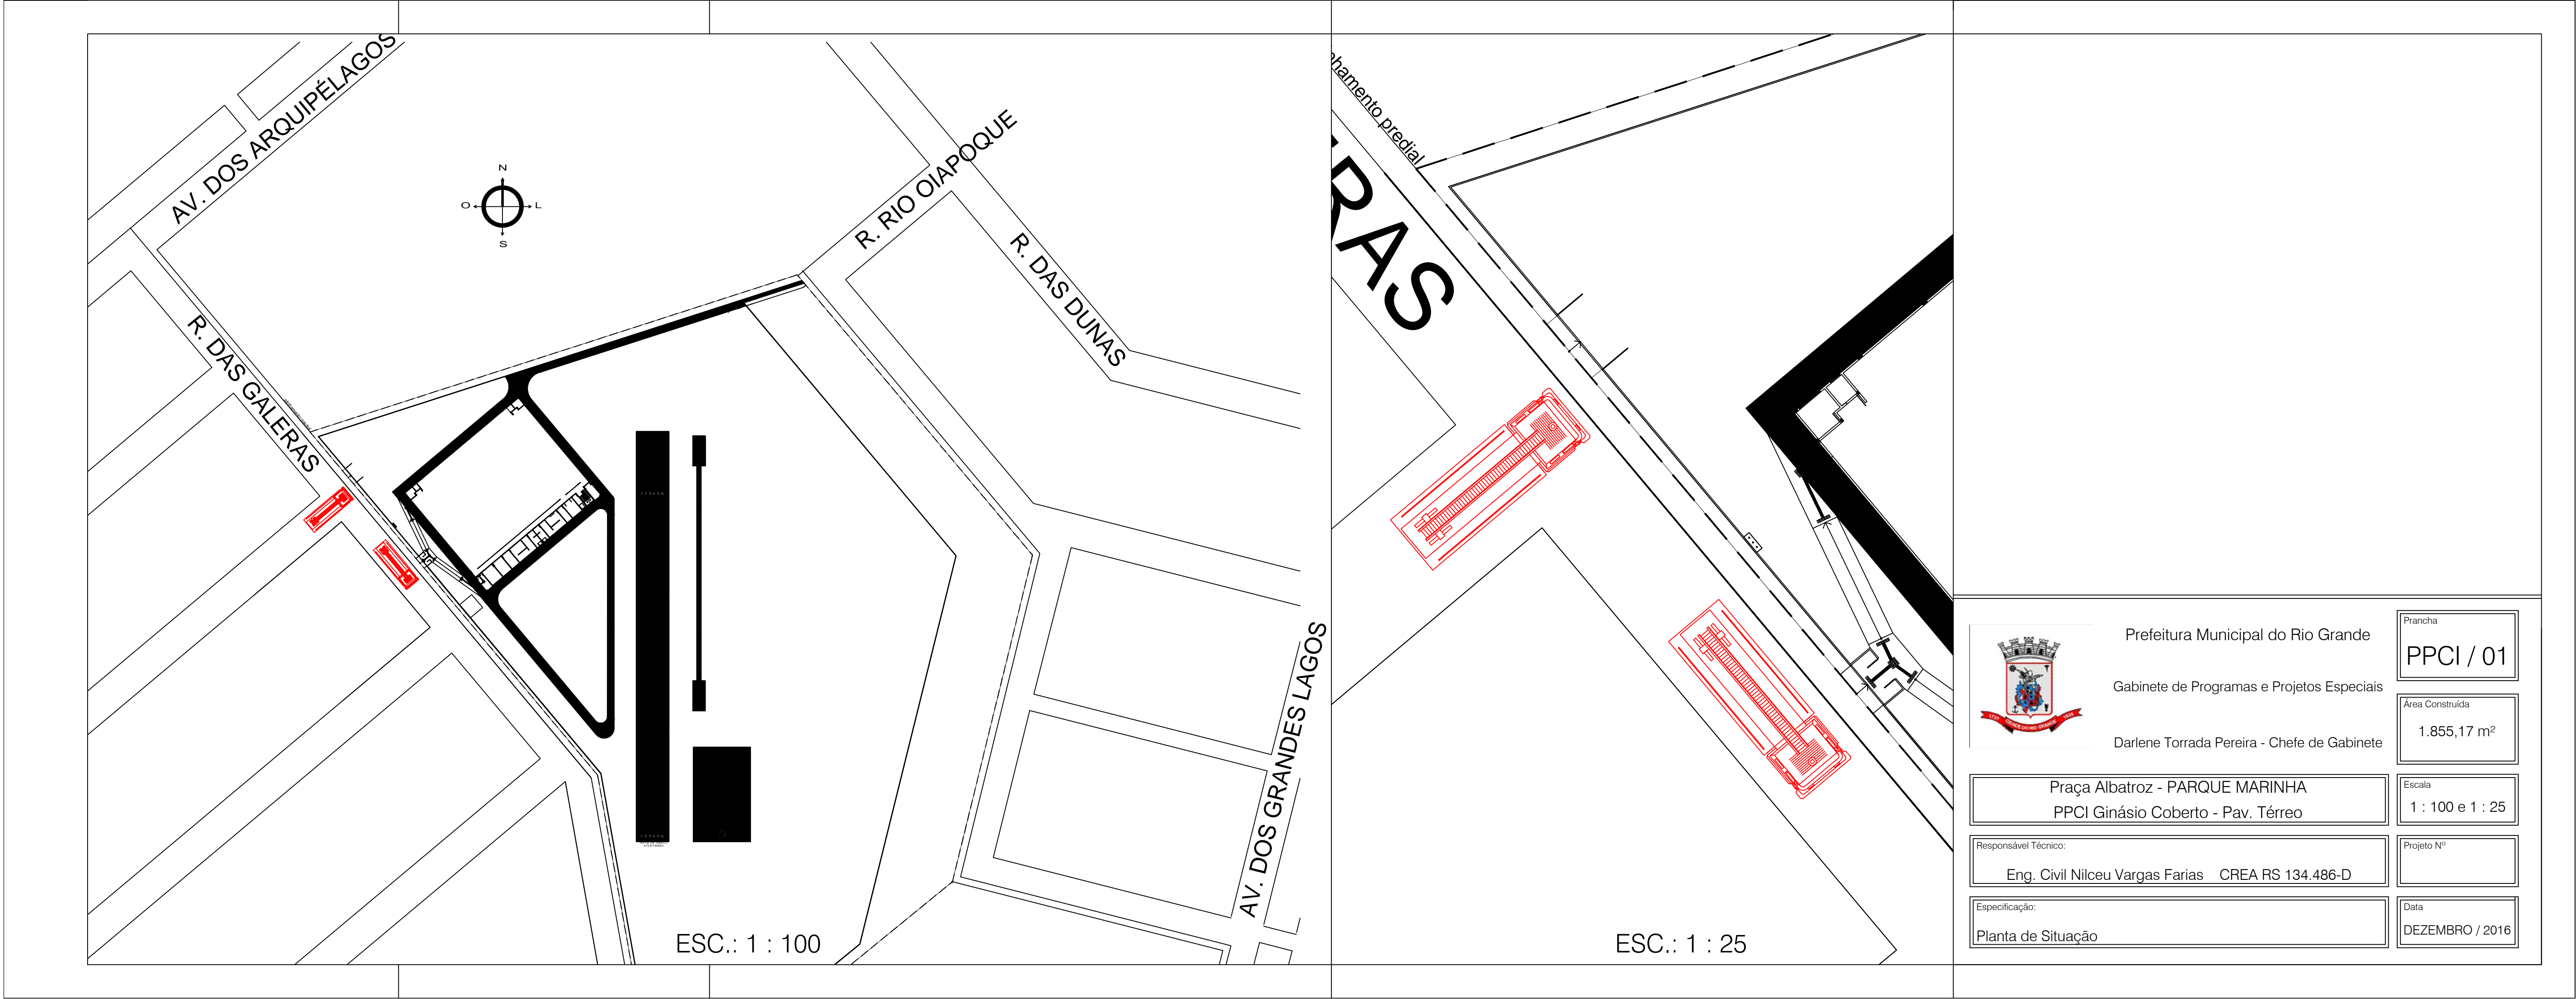 AV. DOS ARQUIPÉLAGOS
N
O
L
S
R. RIO OIAPOQUE
R. DAS DUNAS
R. DAS GALERAS
AV. DOS GRANDES LAGOS
ESC.: 1 : 100
predial
RAS
ESC.: 1 : 25
Prefeitura Municipal do Rio Grande
Gabinete de Programas e Projetos Especiais
Darlene Torrada Pereira - Chefe de Gabinete
Prancha
PPCI / 01
Área Construída
1.855,17 m²
Praça Albatroz - PARQUE MARINHA
PPCI Ginásio Coberto - Pav. Térreo
Escala
1 : 100 e 1 : 25
Responsável Técnico:
Eng. Civil Nilceu Vargas Farias CREA RS 134.486-D
Projeto Nº
Especificação:
Planta de Situação
Data
DEZEMBRO / 2016